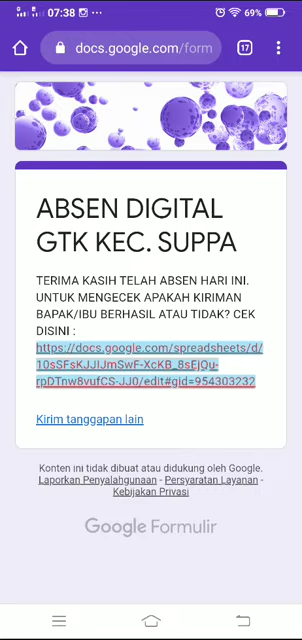 07:38
69%
docs.google.com/form
17
ABSEN DIGITAL
GTK KEC. SUPPA
TERIMA KASIH TELAH ABSEN HARI INI.
UNTUK MENGECEK APAKAH KIRIMAN
BAPAK/IBU BERHASIL ATAU TIDAK? CEK
DISINI :
https://docs.google.com/spreadsheets/d/
10sSFsKJJIJmSwF-XcKB_8sEjQu-
rpDTnw8vufCS-JJ0/edit#gid=954303232
Kirim tanggapan lain
Konten ini tidak dibuat atau didukung oleh Google.
Laporkan Penyalahgunaan - Persyaratan Layanan -
Kebijakan Privasi
Google Formulir